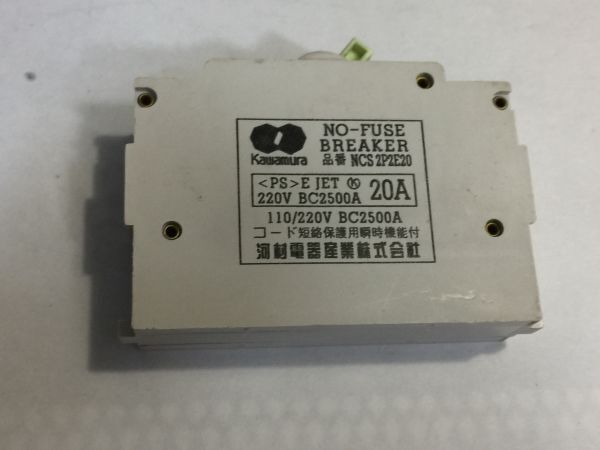 NO-FUSE
BREAKER
Kawamura
品番 NCS 2P2E20
<PS>E JET Ⓚ 20A
220V BC2500A
110/220V BC2500A
コード短絡保護用瞬時機能付
河村電器産業株式会社